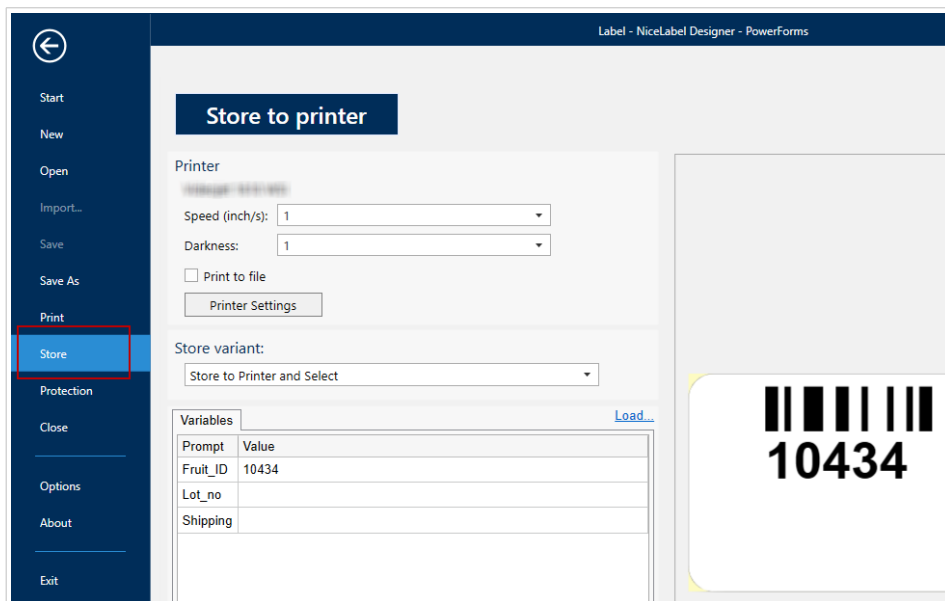 Label - NiceLabel Designer - PowerForms
Start
New
Open
Import...
Save
Save As
Print
Store
Protection
Close
Options
About
Exit
Store to printer
Printer
Speed (inch/s): 1
Darkness: 1
Print to file
Printer Settings
Store variant:
Store to Printer and Select
Variables Load...
Prompt Value
Fruit_ID 10434
Lot_no
Shipping
10434